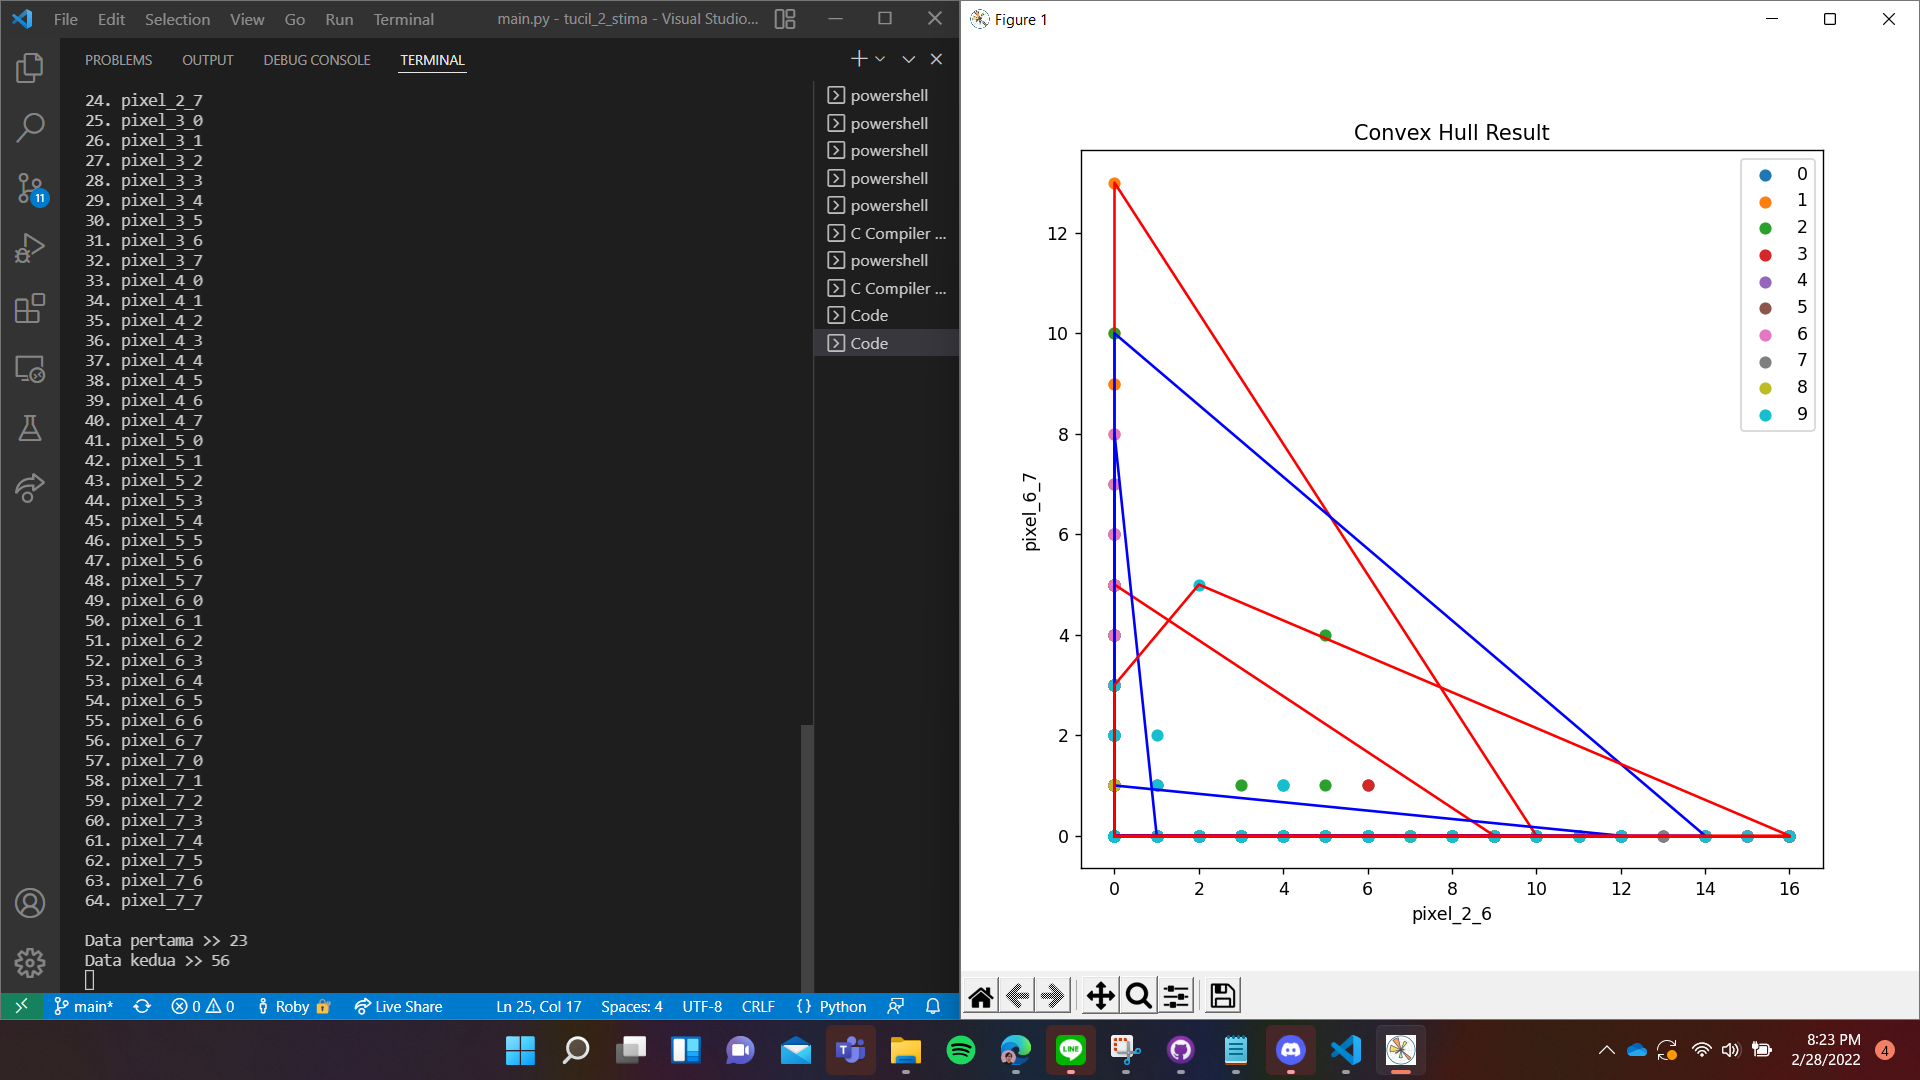 File Edit Selection View Go Run Terminal main.py - tucil_2_stima - Visual Studio...
PROBLEMS OUTPUT DEBUG CONSOLE TERMINAL
24. pixel_2_7
25. pixel_3_0
26. pixel_3_1
27. pixel_3_2
28. pixel_3_3
29. pixel_3_4
30. pixel_3_5
31. pixel_3_6
32. pixel_3_7
33. pixel_4_0
34. pixel_4_1
35. pixel_4_2
36. pixel_4_3
37. pixel_4_4
38. pixel_4_5
39. pixel_4_6
40. pixel_4_7
41. pixel_5_0
42. pixel_5_1
43. pixel_5_2
44. pixel_5_3
45. pixel_5_4
46. pixel_5_5
47. pixel_5_6
48. pixel_5_7
49. pixel_6_0
50. pixel_6_1
51. pixel_6_2
52. pixel_6_3
53. pixel_6_4
54. pixel_6_5
55. pixel_6_6
56. pixel_6_7
57. pixel_7_0
58. pixel_7_1
59. pixel_7_2
60. pixel_7_3
61. pixel_7_4
62. pixel_7_5
63. pixel_7_6
64. pixel_7_7
Data pertama >> 23
Data kedua >> 56
powershell
powershell
powershell
powershell
powershell
C Compiler ...
powershell
C Compiler ...
Code
Code
11
main* 0 0 Roby Live Share Ln 25, Col 17 Spaces: 4 UTF-8 CRLF {} Python
Figure 1
Convex Hull Result
0
1
2
3
4
5
6
7
8
9
12
10
8
6
4
2
0
pixel_6_7
0 2 4 6 8 10 12 14 16
pixel_2_6
LINE
8:23 PM
2/28/2022
4